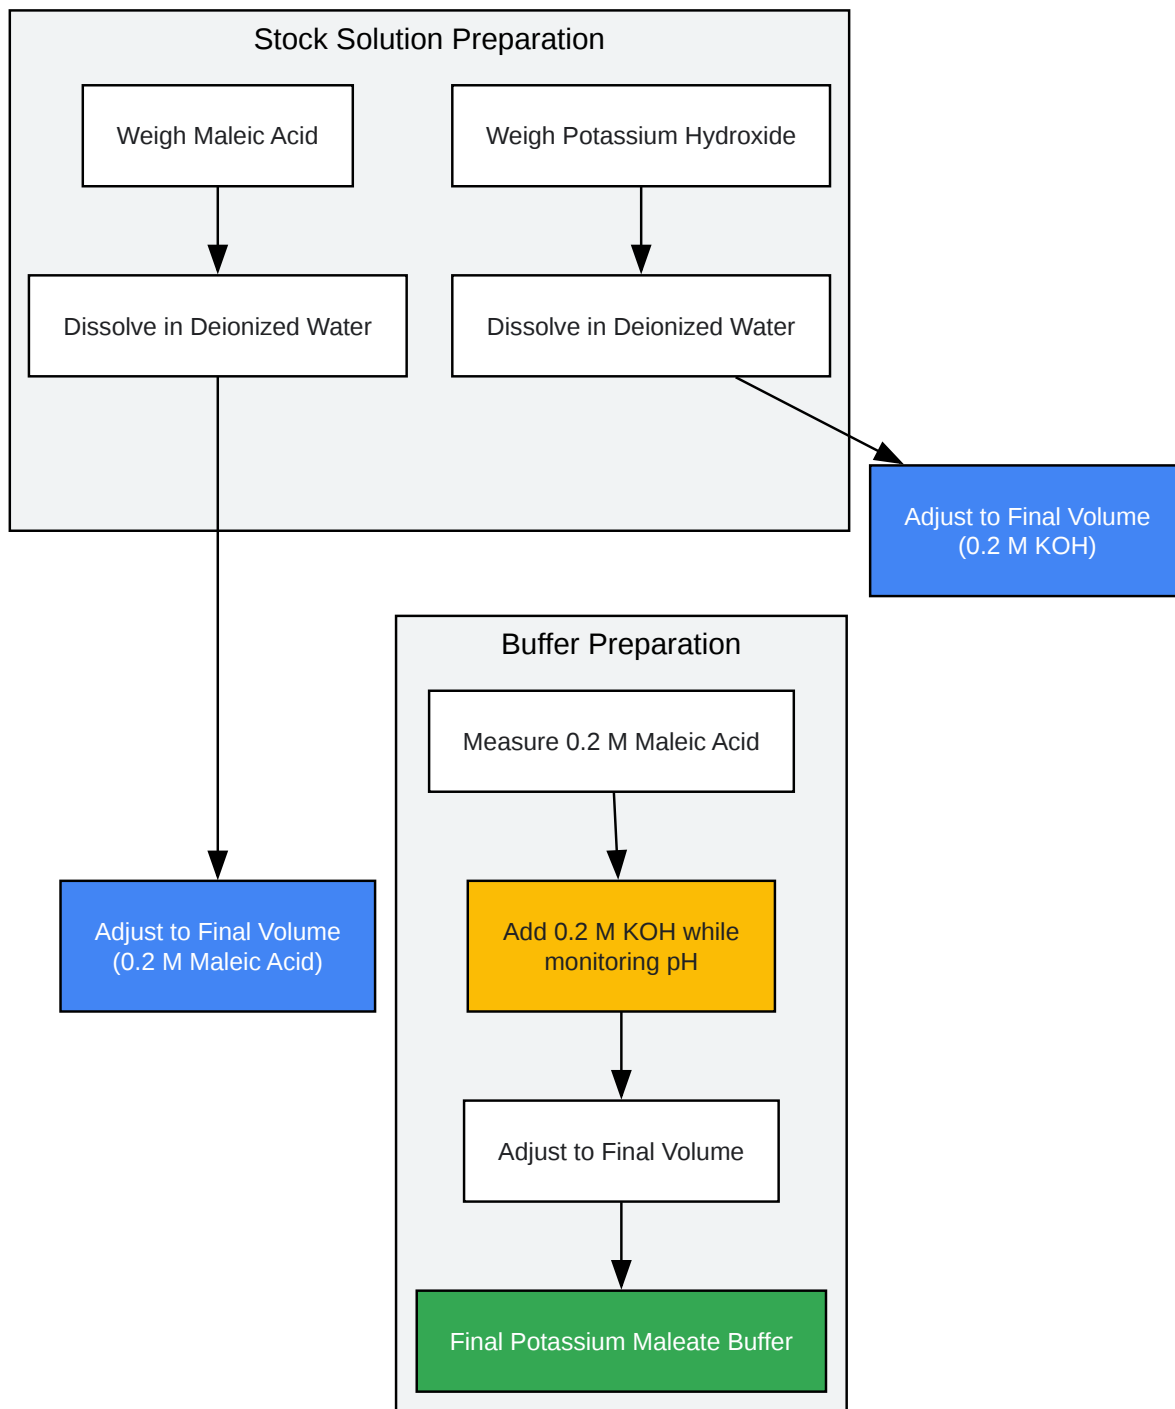 Stock Solution Preparation
Weigh Maleic Acid
Weigh Potassium Hydroxide
Dissolve in Deionized Water
Dissolve in Deionized Water
Adjust to Final Volume
(0.2 M KOH)
Buffer Preparation
Measure 0.2 M Maleic Acid
Adjust to Final Volume
(0.2 M Maleic Acid)
Add 0.2 M KOH while
monitoring pH
Adjust to Final Volume
Final Potassium Maleate Buffer